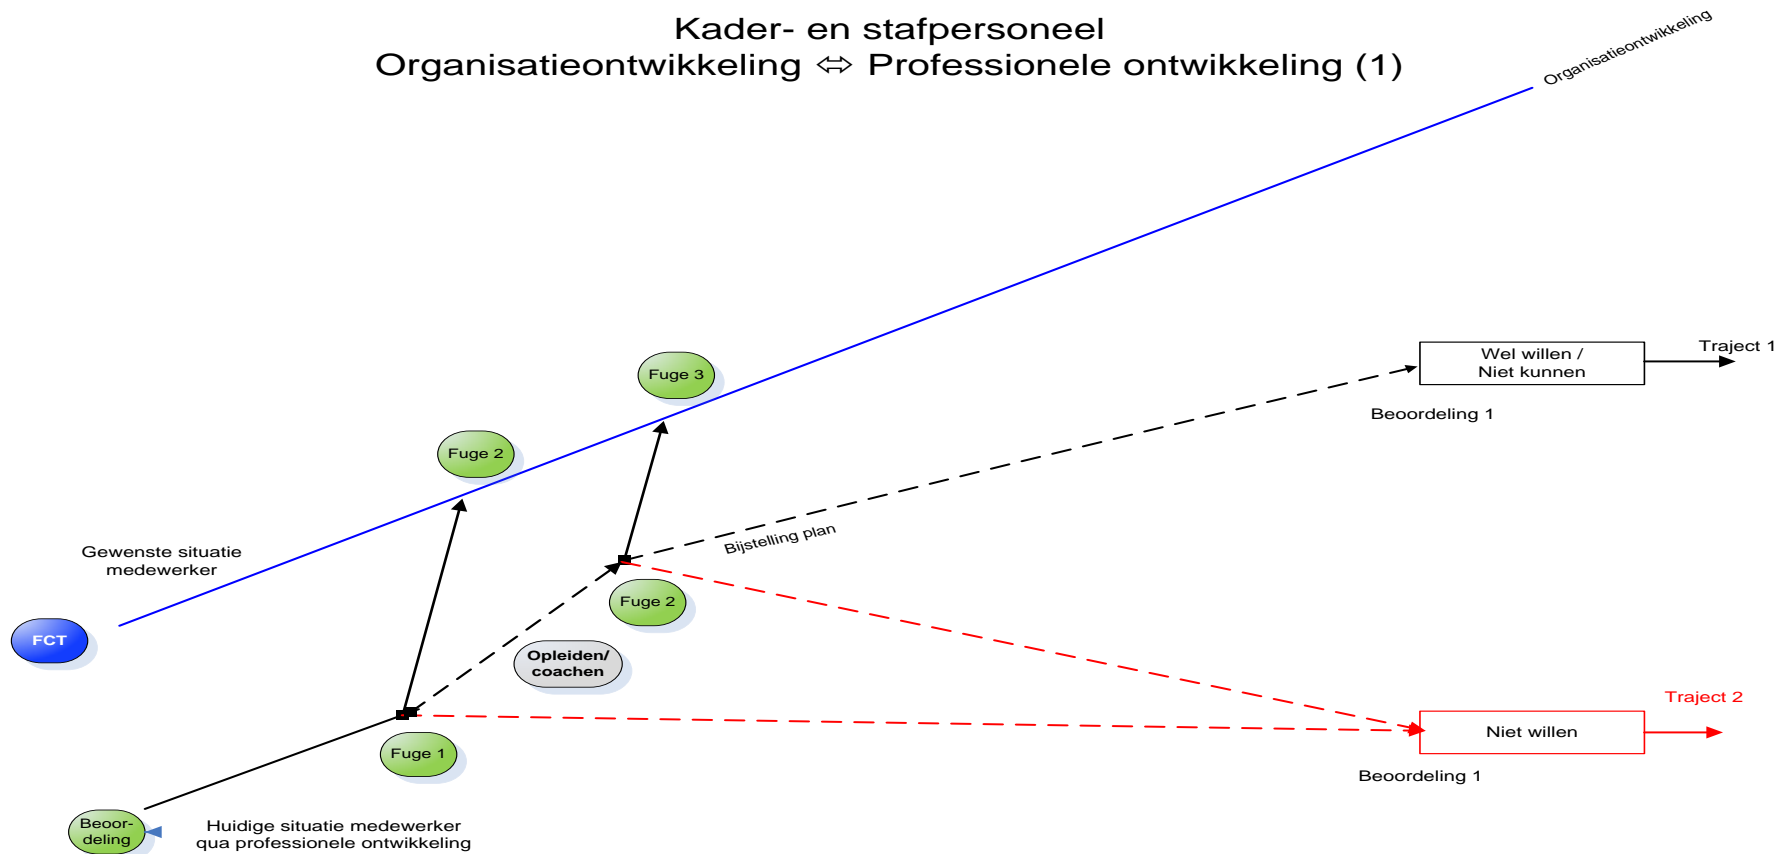 Kader- en stafpersoneel
Organisatieontwikkeling ⇔ Professionele ontwikkeling (1)
Organisatieontwikkeling
Traject 1
Wel willen /
Niet kunnen
Fuge 3
Beoordeling 1
Fuge 2
Bijstelling plan
Gewenste situatie
medewerker
Fuge 2
FCT
Opleiden/
coachen
Traject 2
Niet willen
Fuge 1
Beoordeling 1
Beoor-
deling
Huidige situatie medewerker
qua professionele ontwikkeling